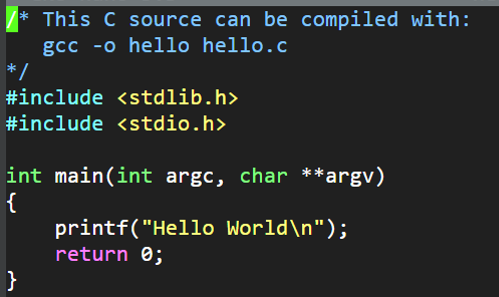 /* This C source can be compiled with:
   gcc -o hello hello.c
*/
#include <stdlib.h>
#include <stdio.h>

int main(int argc, char **argv)
{
    printf("Hello World\n");
    return 0;
}